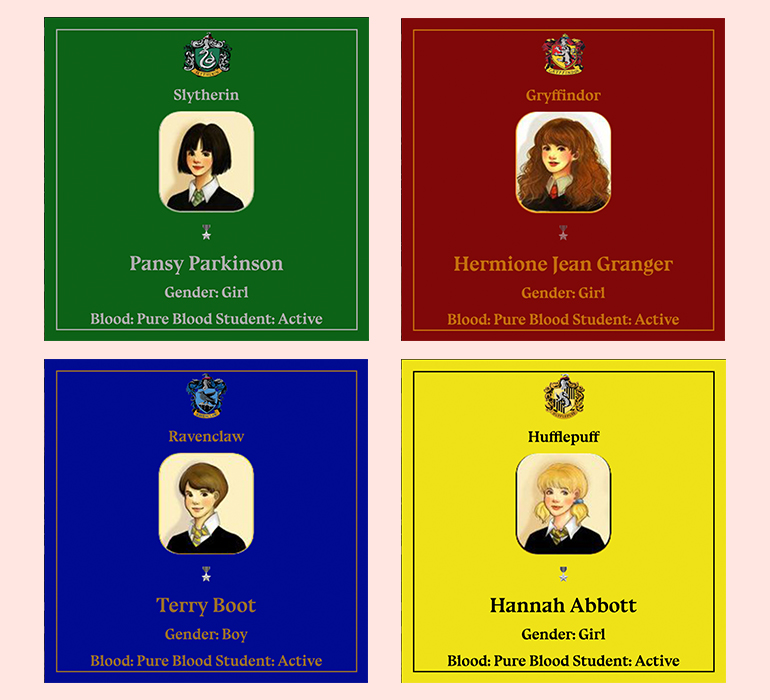 SLYTHERIN
Slytherin
Pansy Parkinson
Gender: Girl
Blood: Pure Blood Student: Active
GRYFFINDOR
Gryffindor
Hermione Jean Granger
Gender: Girl
Blood: Pure Blood Student: Active
Ravenclaw
Terry Boot
Gender: Boy
Blood: Pure Blood Student: Active
Hufflepuff
Hannah Abbott
Gender: Girl
Blood: Pure Blood Student: Active